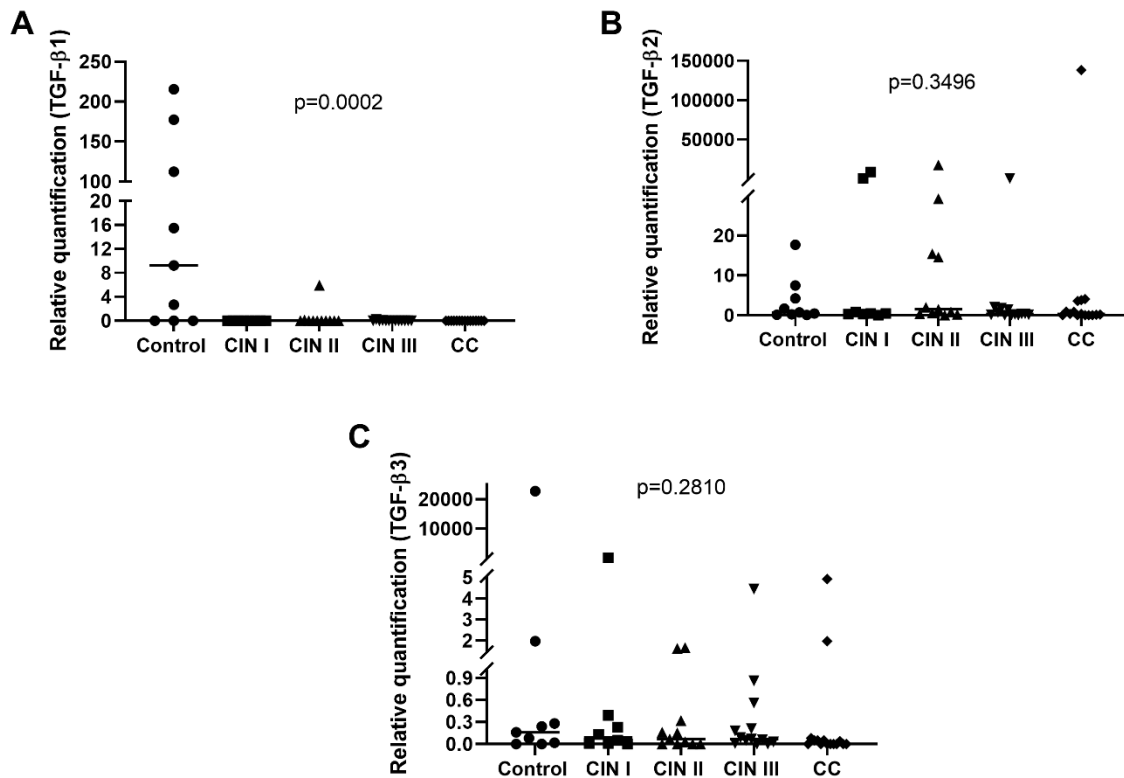 A
Relative quantification (TGF-β1)
250
200
150
100
20
16
12
8
4
0
p=0.0002
Control CIN I CIN II CIN III CC
B
Relative quantification (TGF-β2)
150000
100000
50000
20
10
0
p=0.3496
Control CIN I CIN II CIN III CC
C
Relative quantification (TGF-β3)
20000
10000
5
4
3
2
0.9
0.6
0.3
0.0
p=0.2810
Control CIN I CIN II CIN III CC